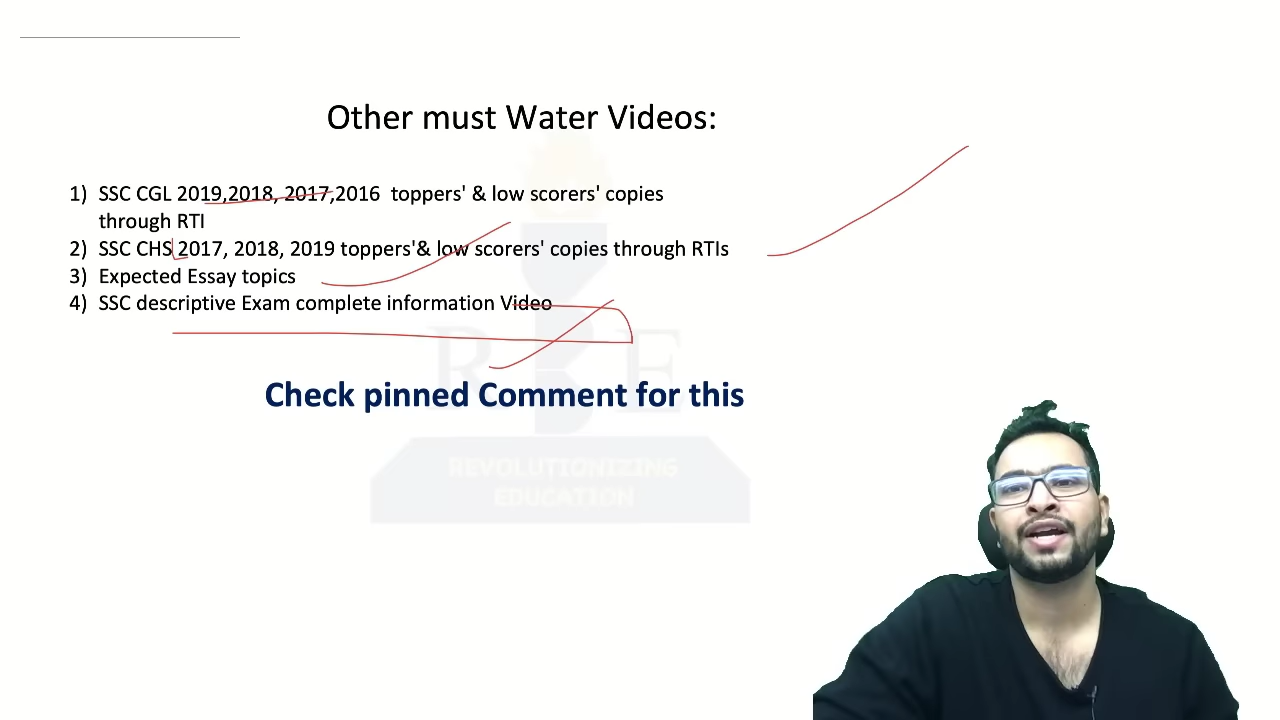 Other must Water Videos:
1) SSC CGL 2019,2018, 2017,2016 toppers' & low scorers' copies
through RTI
2) SSC CHS 2017, 2018, 2019 toppers'& low scorers' copies through RTIs
3) Expected Essay topics
4) SSC descriptive Exam complete information Video
R E
Check pinned Comment for this
REVOLUTIONIZING
EDUCATION